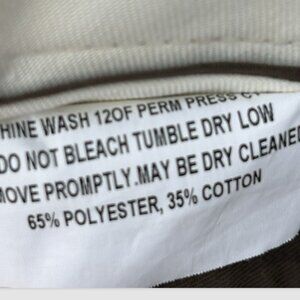 HINE WASH 120F PERM PRESS CY
DO NOT BLEACH TUMBLE DRY LOW
MOVE PROMPTLY.MAY BE DRY CLEANED
65% POLYESTER, 35% COTTON